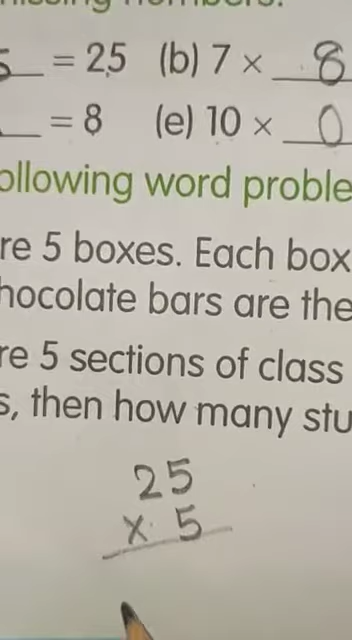 = 25 (b) 7 × 8
= 8 (e) 10 × 0
ollowing word proble
re 5 boxes. Each box
hocolate bars are the
re 5 sections of class
s, then how many stu
25
x 5